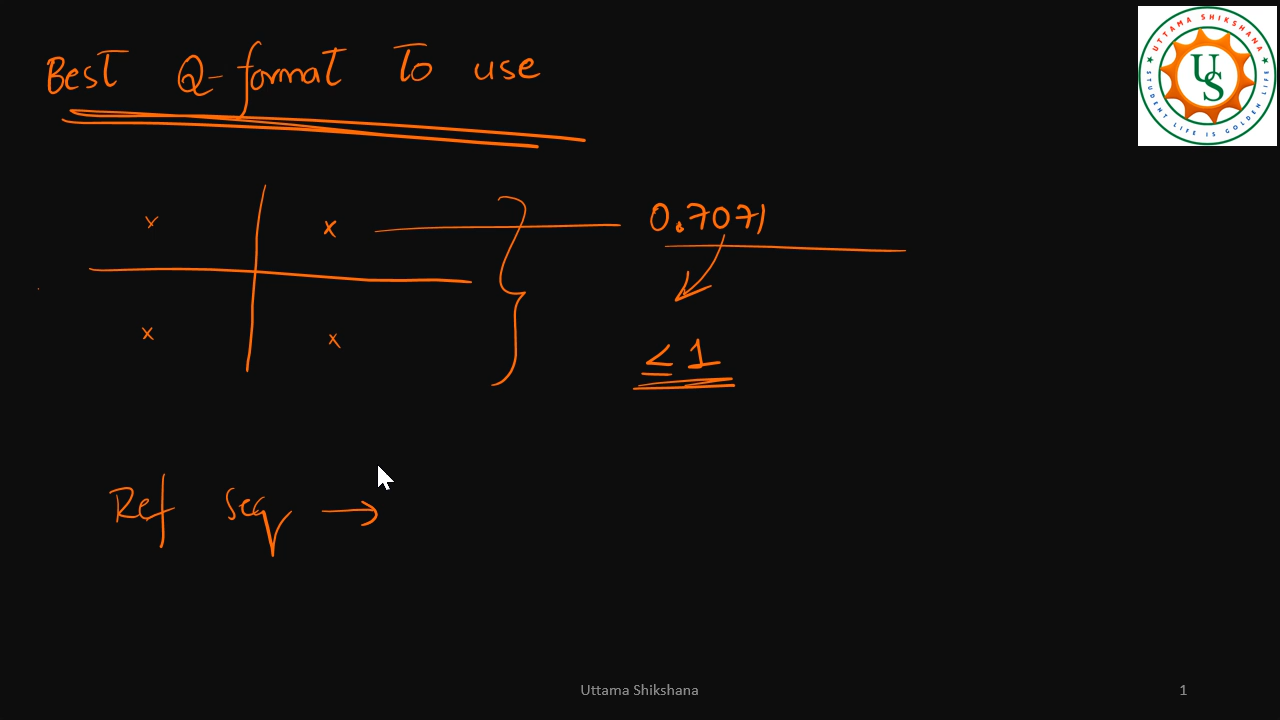 Best Q-format to use
UTTAMA SHIKSHANA
US
STUDENT LIFE IS GOLDEN LIFE
x x
0.7071
x x
≤ 1
Ref Seq →
Uttama Shikshana
1